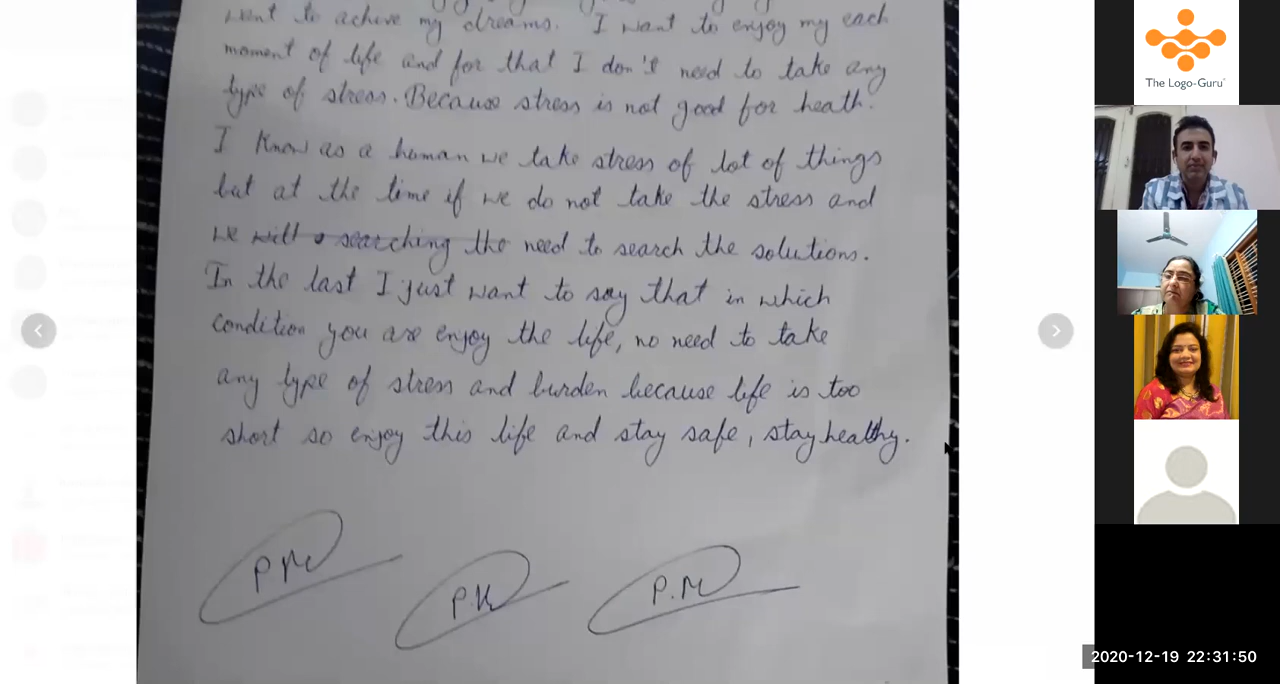 want to achive my dreams. I want to enjoy my each
moment of life and for that I don't need to take any
type of stress. Because stress is not good for heath.
I know as a human we take stress of lot of things
but at the time if we do not take the stress and
we will searching the need to search the solutions.
In the last I just want to say that in which
condition you are enjoy the life, no need to take
any type of stress and burden because life is too
short so enjoy this life and stay safe, stay healthy.
The Logo-Guru
2020-12-19 22:31:50